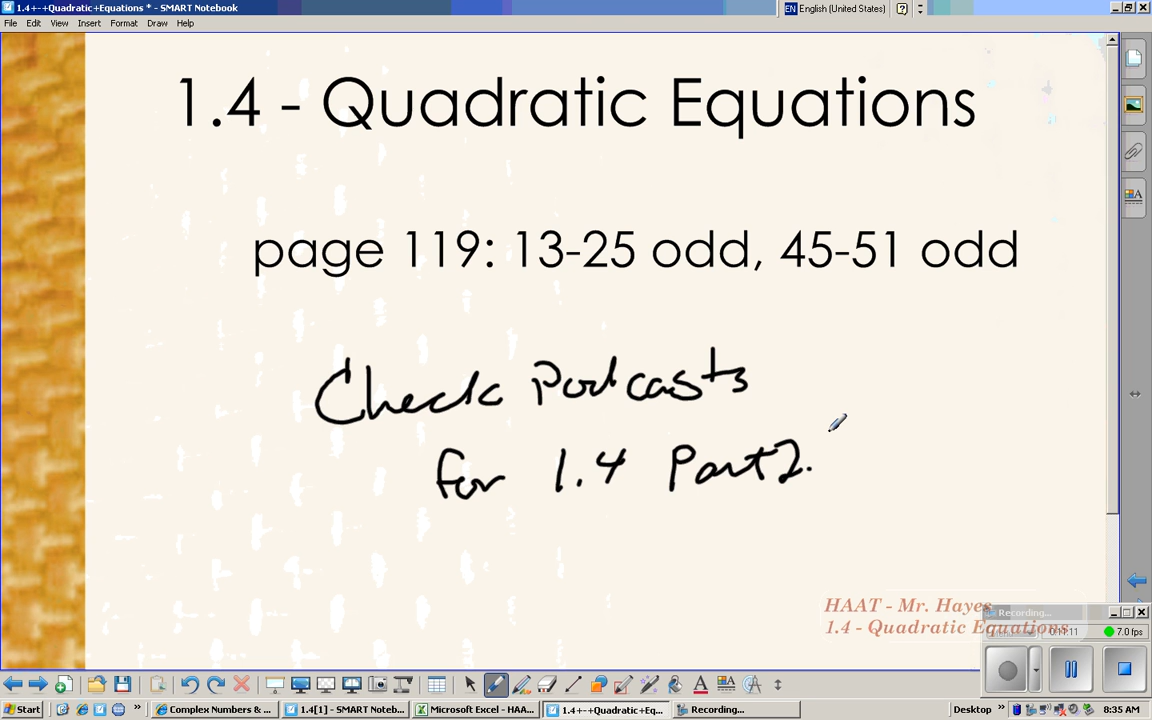 1.4+-+Quadratic+Equations * - SMART Notebook
EN English (United States)
File Edit View Insert Format Draw Help
1.4 - Quadratic Equations
page 119: 13-25 odd, 45-51 odd
Check Podcasts
for 1.4 Part 2.
HAAT - Mr. Hayes
1.4 - Quadratic Equations
Recording...
7.0 fps
Start
Complex Numbers & ...
1.4[1] - SMART Noteb...
Microsoft Excel - HAA...
1.4+-+Quadratic+Eq...
Recording...
Desktop
8:35 AM